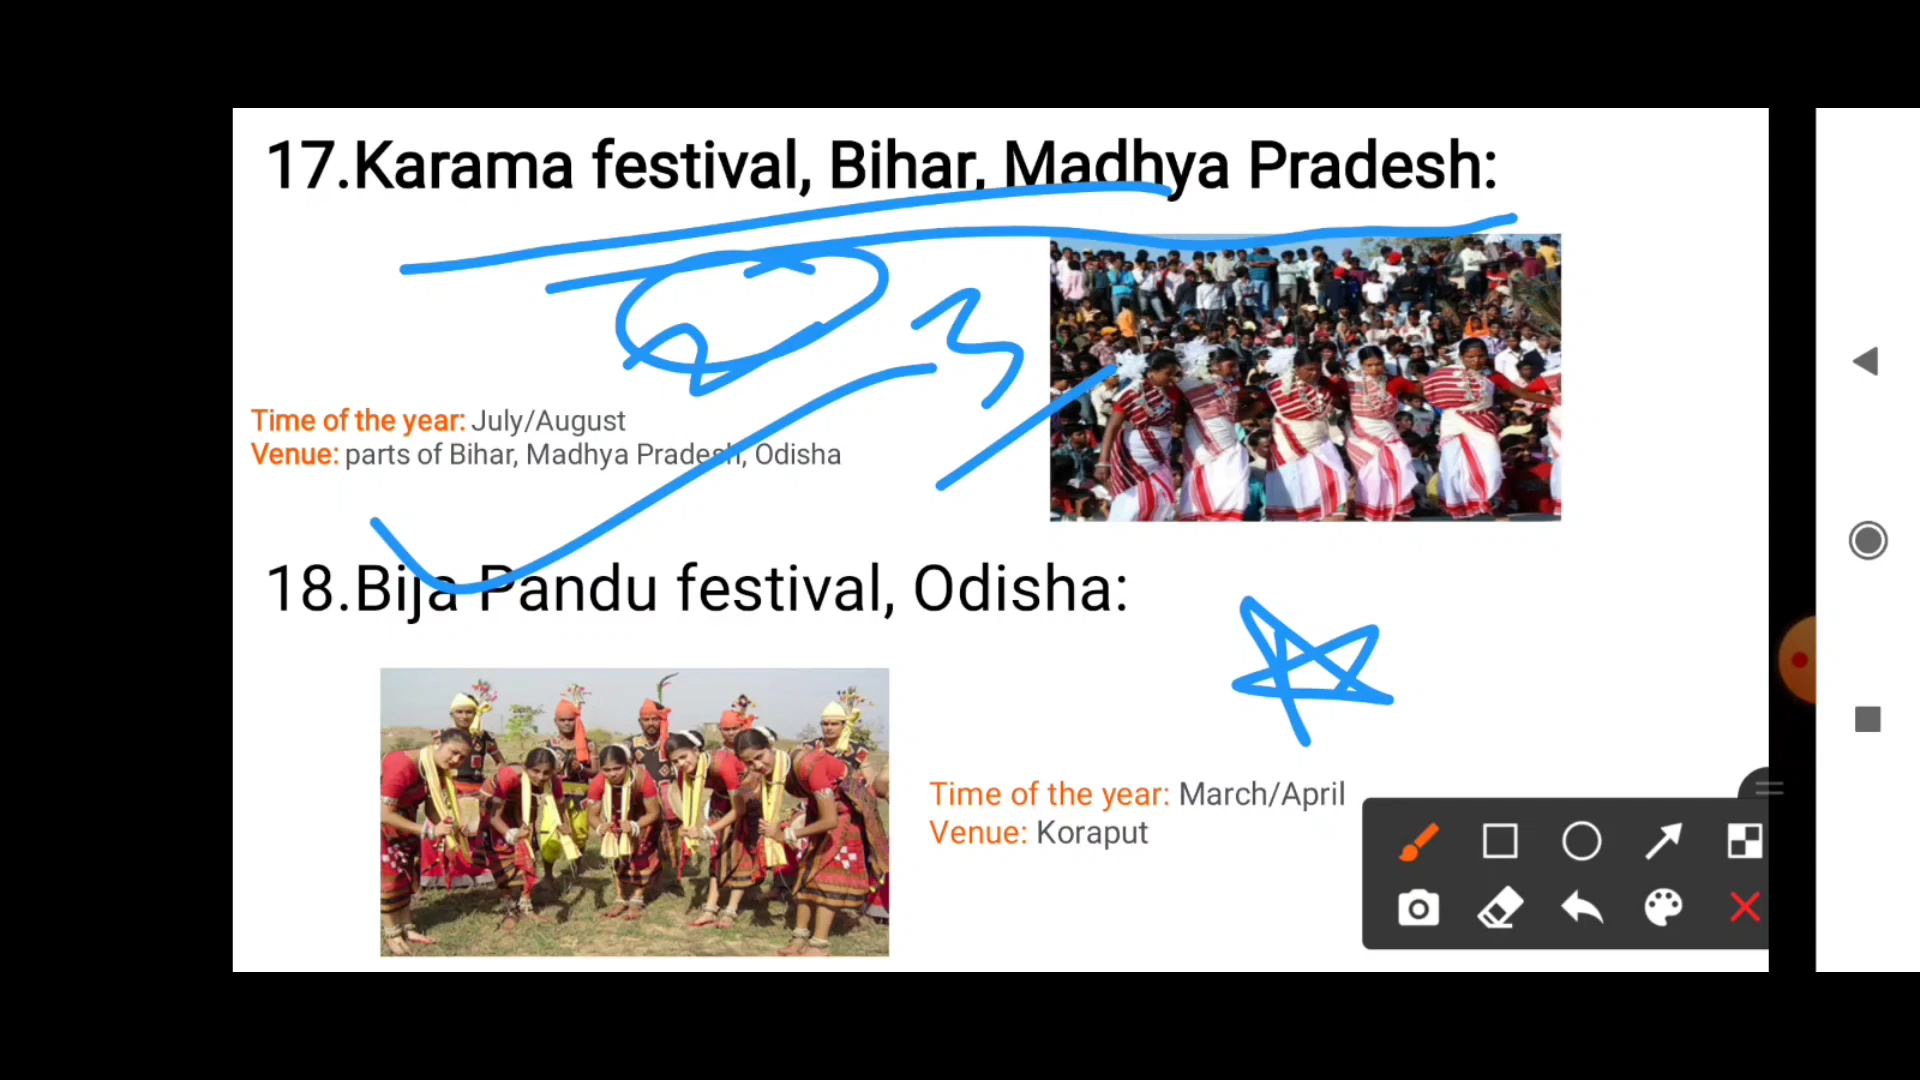 17.Karama festival, Bihar, Madhya Pradesh:
Time of the year: July/August
Venue: parts of Bihar, Madhya Pradesh, Odisha
18.Bija Pandu festival, Odisha:
Time of the year: March/April
Venue: Koraput